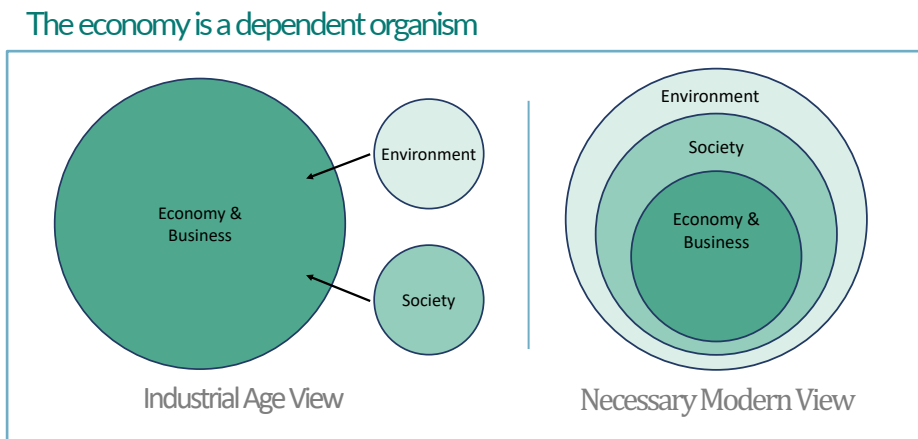 The economy is a dependent organism
Economy &
Business
Environment
Society
Industrial Age View
Environment
Society
Economy &
Business
Necessary Modern View